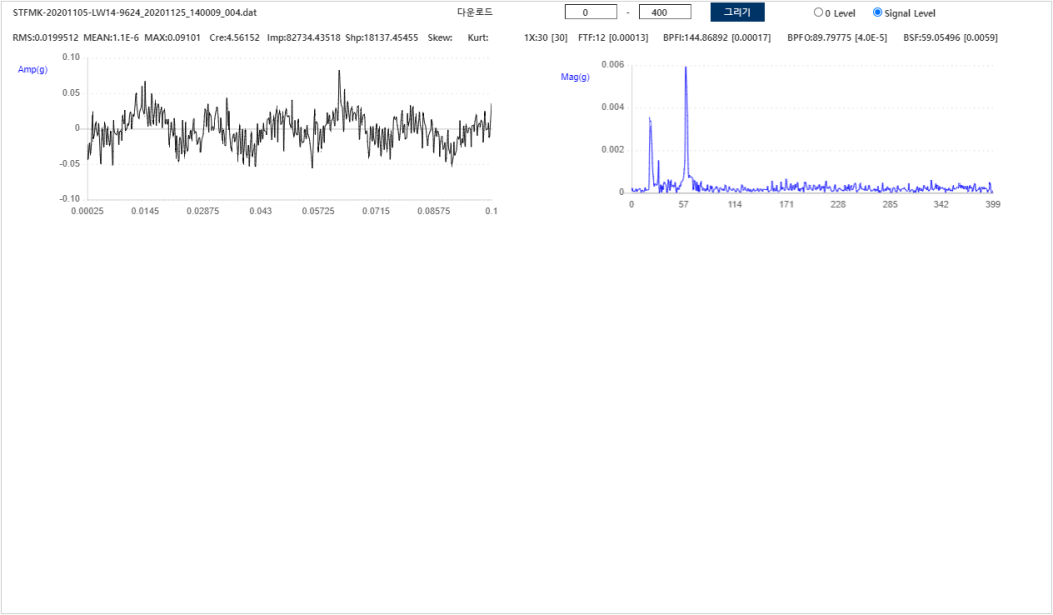 STFMK-20201105-LW14-9624_20201125_140009_004.dat 다운로드 0 - 400 그리기 0 Level Signal Level
RMS:0.0199512 MEAN:1.1E-6 MAX:0.09101 Cre:4.56152 Imp:82734.43518 Shp:18137.45455 Skew: Kurt: 1X:30 [30] FTF:12 [0.00013] BPFI:144.86892 [0.00017] BPFO:89.79775 [4.0E-5] BSF:59.05496 [0.0059]
Amp(g)
0.10
0.05
0
-0.05
-0.10
0.00025 0.0145 0.02875 0.043 0.05725 0.0715 0.08575 0.1
Mag(g)
0.006
0.004
0.002
0
0 57 114 171 228 285 342 399